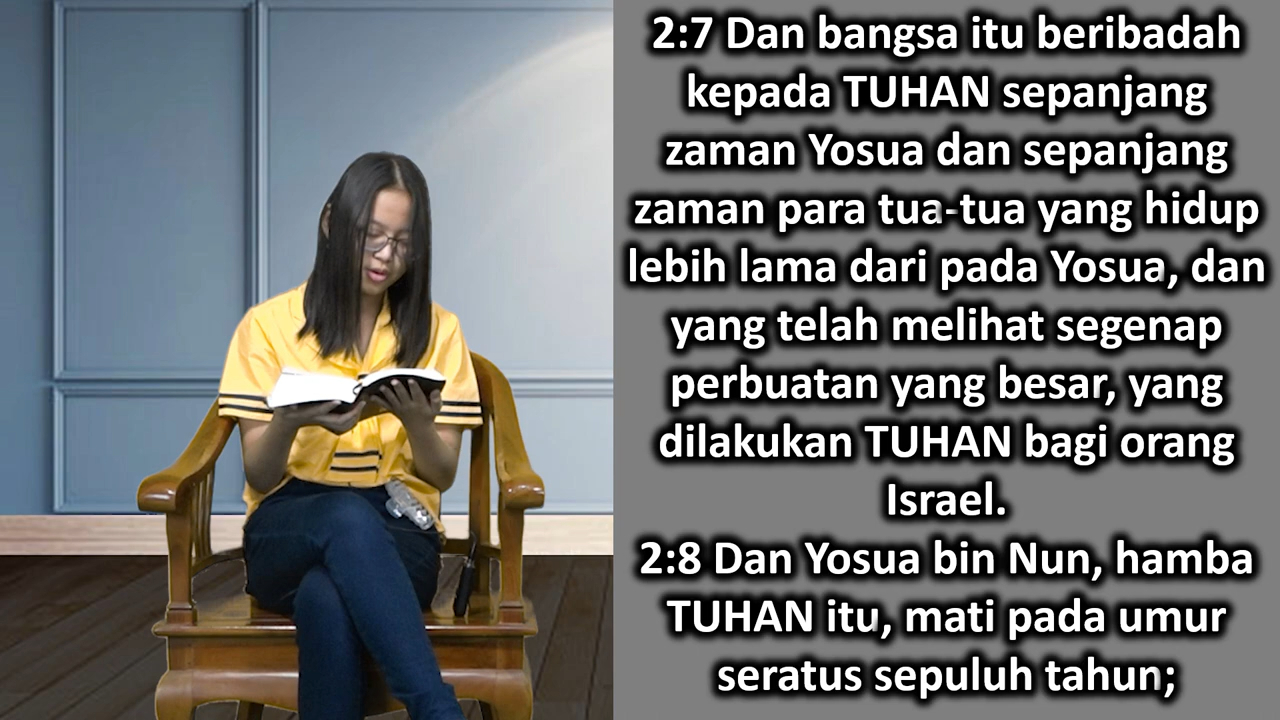 2:7 Dan bangsa itu beribadah
kepada TUHAN sepanjang
zaman Yosua dan sepanjang
zaman para tua-tua yang hidup
lebih lama dari pada Yosua, dan
yang telah melihat segenap
perbuatan yang besar, yang
dilakukan TUHAN bagi orang
Israel.
2:8 Dan Yosua bin Nun, hamba
TUHAN itu, mati pada umur
seratus sepuluh tahun;